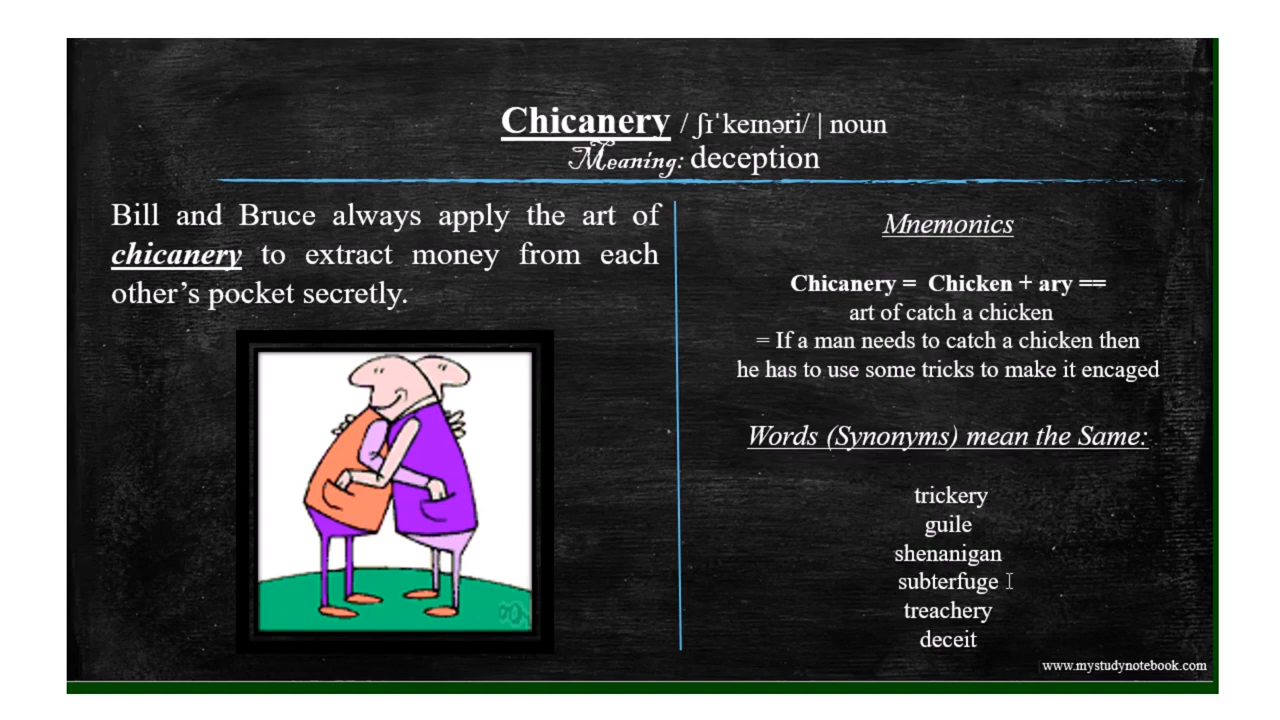 Chicanery / ʃɪˈkeɪnəri/ | noun
Meaning: deception
Bill and Bruce always apply the art of
chicanery to extract money from each
other's pocket secretly.
Mnemonics
Chicanery = Chicken + ary ==
art of catch a chicken
= If a man needs to catch a chicken then
he has to use some tricks to make it encaged
Words (Synonyms) mean the Same:
trickery
guile
shenanigan
subterfuge
treachery
deceit
www.mystudynotebook.com